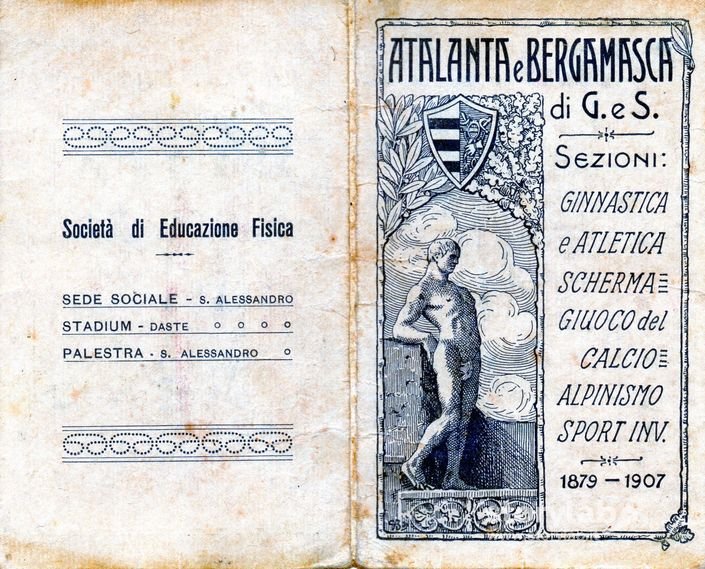 Società di Educazione Fisica
SEDE SOCIALE - S. ALESSANDRO
STADIUM - DASTE
PALESTRA - S. ALESSANDRO
ATALANTA e BERGAMASCA
di G. e S.
SEZIONI:
GINNASTICA
e ATLETICA
SCHERMA
GIUOCO del
CALCIO
ALPINISMO
SPORT INV.
1879 - 1907